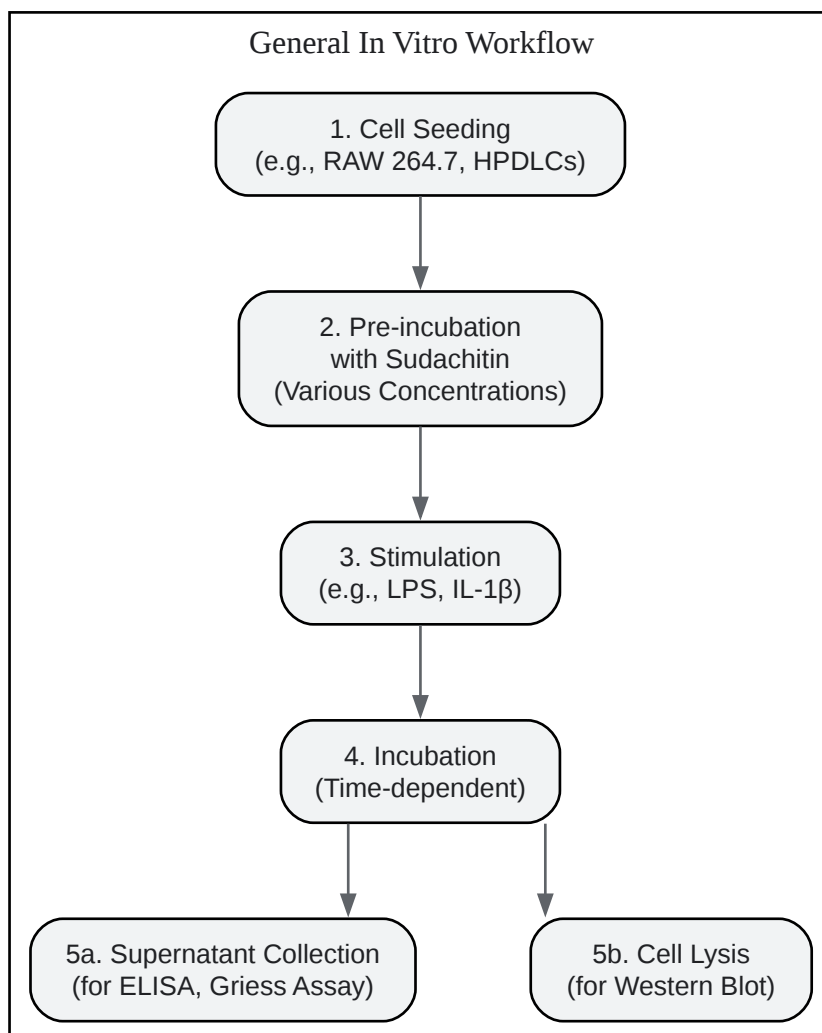 General In Vitro Workflow
1. Cell Seeding
(e.g., RAW 264.7, HPDLCs)
2. Pre-incubation
with Sudachitin
(Various Concentrations)
3. Stimulation
(e.g., LPS, IL-1β)
4. Incubation
(Time-dependent)
5a. Supernatant Collection
(for ELISA, Griess Assay)
5b. Cell Lysis
(for Western Blot)